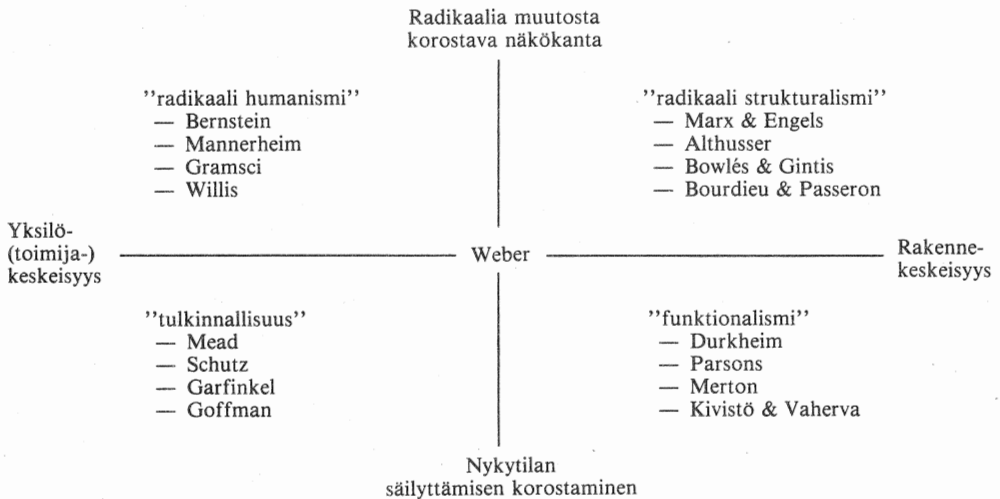 Radikaalia muutosta
korostava näkökanta
”radikaali humanismi”
— Bernstein
— Mannerheim
— Gramsci
— Willis
”radikaali strukturalismi”
— Marx & Engels
— Althusser
— Bowlés & Gintis
— Bourdieu & Passeron
Yksilö-
(toimija-)
keskeisyys
Weber
Rakenne-
keskeisyys
”tulkinnallisuus”
— Mead
— Schutz
— Garfinkel
— Goffman
”funktionalismi”
— Durkheim
— Parsons
— Merton
— Kivistö & Vaherva
Nykytilan
säilyttämisen korostaminen